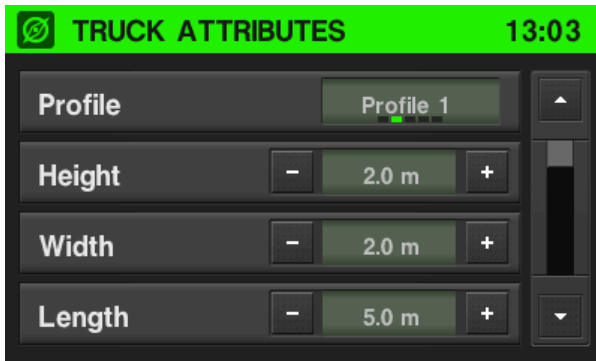 TRUCK ATTRIBUTES 13:03
Profile Profile 1
Height - 2.0 m +
Width - 2.0 m +
Length - 5.0 m +